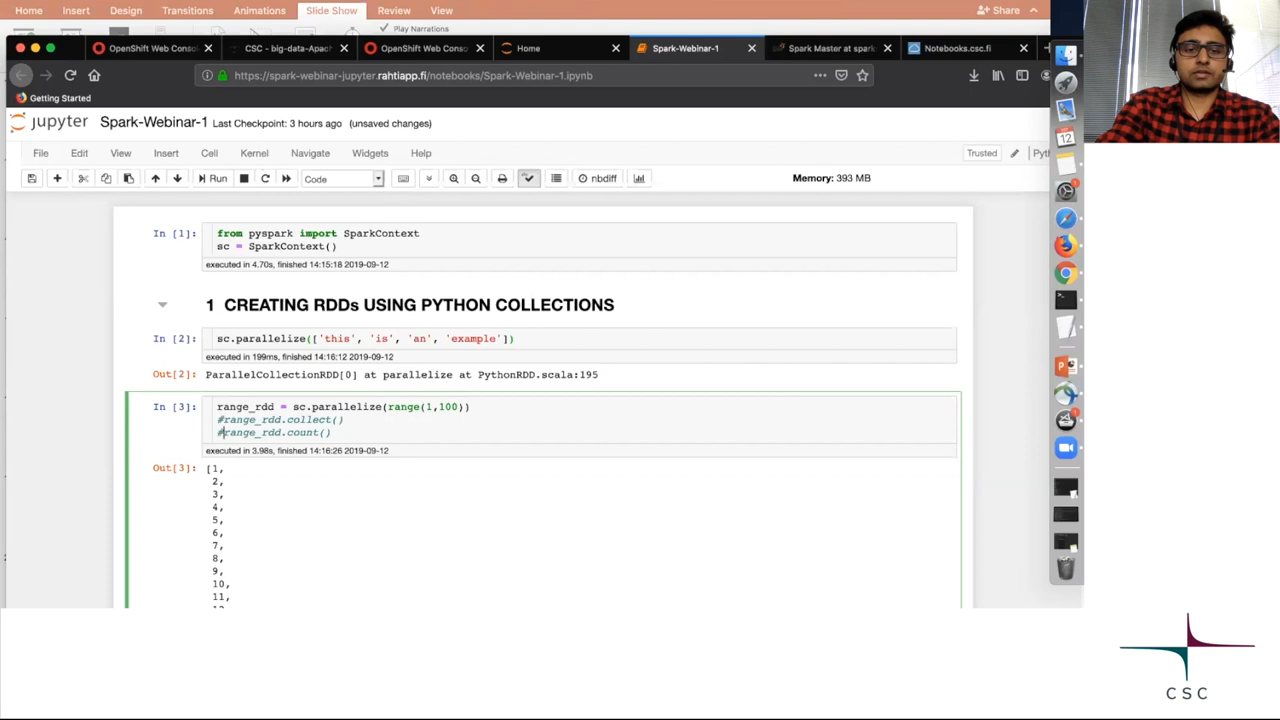 Home Insert Design Transitions Animations Slide Show Review View Share
Play Narrations
OpenShift Web Conso CSC - big-data-Apac OpenShift Web Conso Home Spark-Webinar-1 Spark Master at spark Notebooks.csc.fi
https://spark-webinar-jupyter.rahtiapp.fi/notebooks/Spark-Webinar-1.ipynb
Getting Started
jupyter Spark-Webinar-1 Last Checkpoint: 3 hours ago (unsaved changes)
File Edit View Insert Cell Kernel Navigate Widgets Help Trusted Pyth
Run Code nbdiff Memory: 393 MB
In [1]: from pyspark import SparkContext
sc = SparkContext()
executed in 4.70s, finished 14:15:18 2019-09-12
1 CREATING RDDs USING PYTHON COLLECTIONS
In [2]: sc.parallelize(['this', 'is', 'an', 'example'])
executed in 199ms, finished 14:16:12 2019-09-12
Out[2]: ParallelCollectionRDD[0] at parallelize at PythonRDD.scala:195
In [3]: range_rdd = sc.parallelize(range(1,100))
#range_rdd.collect()
#range_rdd.count()
executed in 3.98s, finished 14:16:26 2019-09-12
Out[3]: [1,
2,
3,
4,
5,
6,
7,
8,
9,
10,
11,
12
CSC